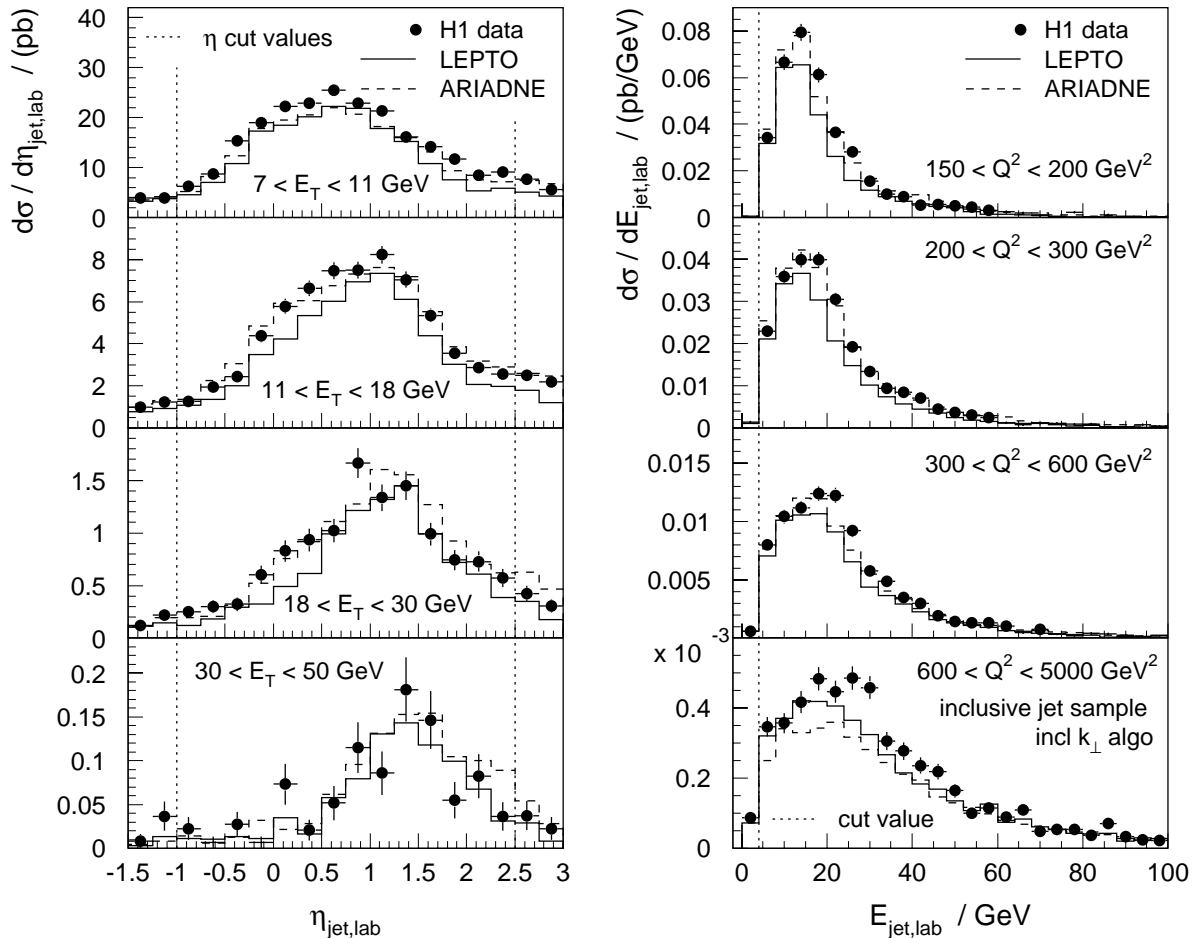 dσ / dη jet,lab / (pb)
40
30
20
10
0
η cut values
H1 data
LEPTO
ARIADNE
7 < E_T < 11 GeV
8
6
4
2
0
11 < E_T < 18 GeV
1.5
1
0.5
0
18 < E_T < 30 GeV
0.2
0.15
0.1
0.05
0
30 < E_T < 50 GeV
-1.5 -1 -0.5 0 0.5 1 1.5 2 2.5 3
η jet,lab
dσ / dE jet,lab / (pb/GeV)
0.08
0.06
0.04
0.02
0
H1 data
LEPTO
ARIADNE
150 < Q² < 200 GeV²
0.04
0.03
0.02
0.01
0
200 < Q² < 300 GeV²
0.015
0.01
0.005
-3
x 10
300 < Q² < 600 GeV²
0.4
0.2
0
600 < Q² < 5000 GeV²
inclusive jet sample
incl k⊥ algo
cut value
0 20 40 60 80 100
E jet,lab / GeV